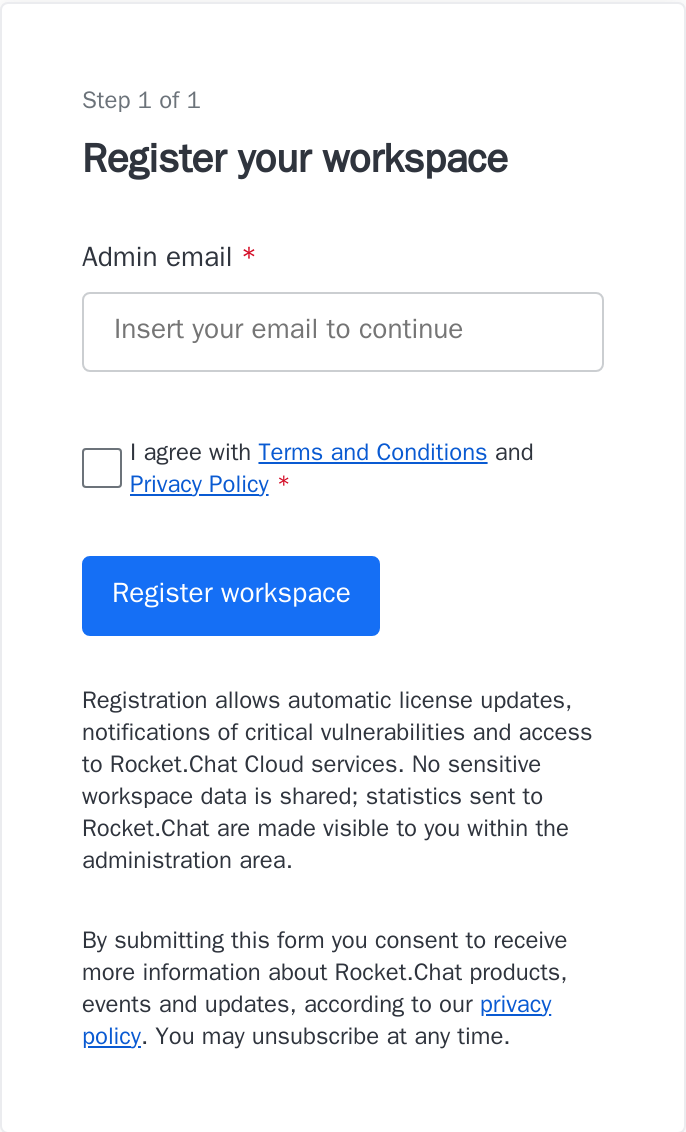 Step 1 of 1
Register your workspace
Admin email *
Insert your email to continue
I agree with Terms and Conditions and
Privacy Policy *
Register workspace
Registration allows automatic license updates,
notifications of critical vulnerabilities and access
to Rocket.Chat Cloud services. No sensitive
workspace data is shared; statistics sent to
Rocket.Chat are made visible to you within the
administration area.
By submitting this form you consent to receive
more information about Rocket.Chat products,
events and updates, according to our privacy
policy. You may unsubscribe at any time.